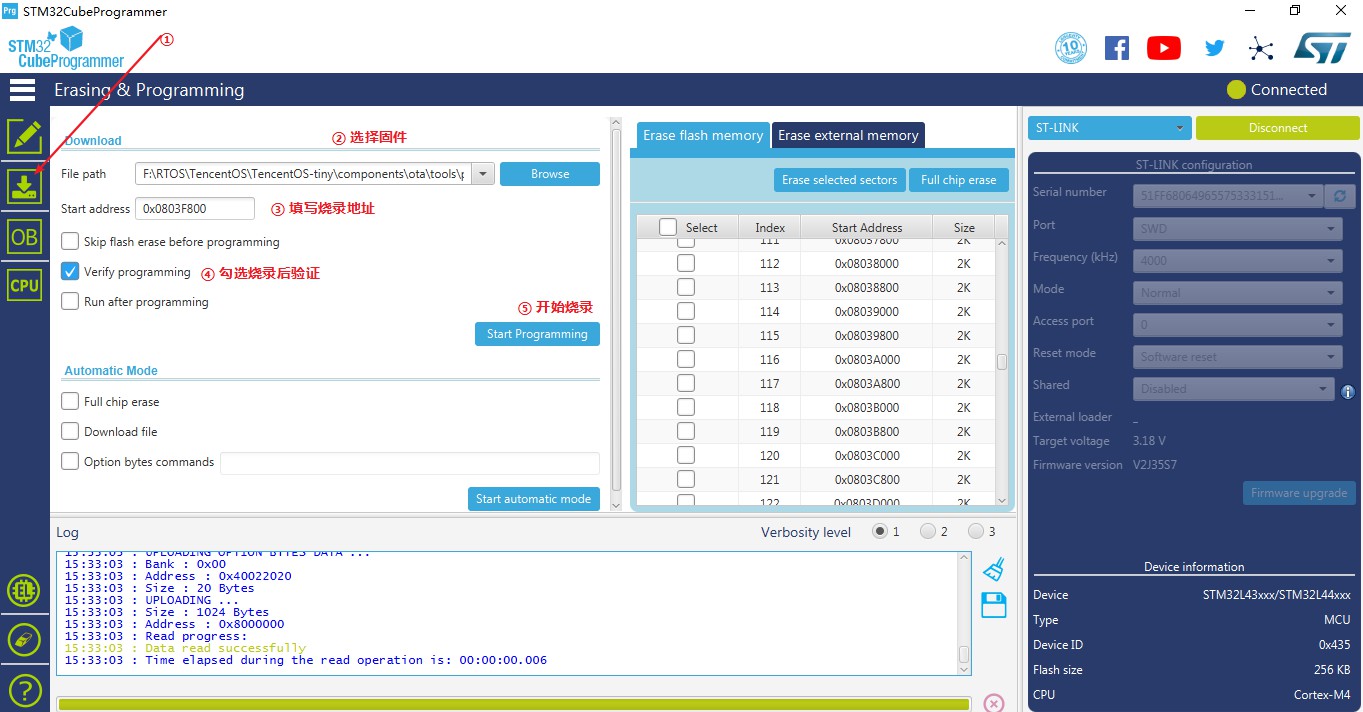 Prg STM32CubeProgrammer
STM32
CubeProgrammer
①
10
Erasing & Programming
Connected
Download
② 选择固件
File path F:\RTOS\TencentOS\TencentOS-tiny\components\ota\tools\p Browse
Start address 0x0803F800 ③ 填写烧录地址
Skip flash erase before programming
Verify programming ④ 勾选烧录后验证
Run after programming
⑤ 开始烧录
Start Programming
Automatic Mode
Full chip erase
Download file
Option bytes commands
Start automatic mode
OB
CPU
EL
Erase flash memory Erase external memory
Erase selected sectors Full chip erase
Select Index Start Address Size
111 0x08037800 2K
112 0x08038000 2K
113 0x08038800 2K
114 0x08039000 2K
115 0x08039800 2K
116 0x0803A000 2K
117 0x0803A800 2K
118 0x0803B000 2K
119 0x0803B800 2K
120 0x0803C000 2K
121 0x0803C800 2K
122 0x0803D000 2K
ST-LINK Disconnect
ST-LINK configuration
Serial number 51FF68064965575333151...
Port SWD
Frequency (kHz) 4000
Mode Normal
Access port 0
Reset mode Software reset
Shared Disabled
External loader _
Target voltage 3.18 V
Firmware version V2J35S7
Firmware upgrade
Log Verbosity level 1 2 3
15:33:03 : UPLOADING OPTION BYTES DATA ...
15:33:03 : Bank : 0x00
15:33:03 : Address : 0x40022020
15:33:03 : Size : 20 Bytes
15:33:03 : UPLOADING ...
15:33:03 : Size : 1024 Bytes
15:33:03 : Address : 0x8000000
15:33:03 : Read progress:
15:33:03 : Data read successfully
15:33:03 : Time elapsed during the read operation is: 00:00:00.006
Device information
Device STM32L43xxx/STM32L44xxx
Type MCU
Device ID 0x435
Flash size 256 KB
CPU Cortex-M4